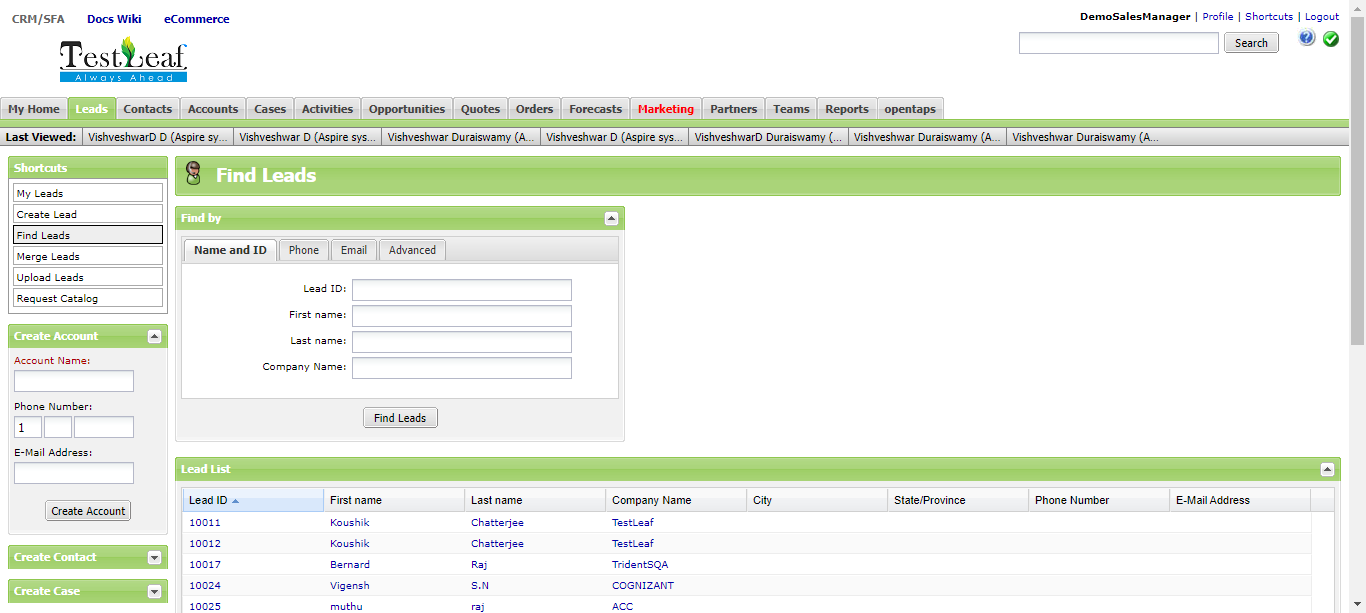 CRM/SFA Docs Wiki eCommerce
DemoSalesManager | Profile | Shortcuts | Logout
Search
TestLeaf
Always Ahead
My Home Leads Contacts Accounts Cases Activities Opportunities Quotes Orders Forecasts Marketing Partners Teams Reports opentaps
Last Viewed: VishveshwarD D (Aspire sy... Vishveshwar D (Aspire sys... Vishveshwar Duraiswamy (A... Vishveshwar D (Aspire sys... VishveshwarD Duraiswamy (... Vishveshwar Duraiswamy (A... Vishveshwar Duraiswamy (A...
Shortcuts
My Leads
Create Lead
Find Leads
Merge Leads
Upload Leads
Request Catalog
Create Account
Account Name:
Phone Number:
1
E-Mail Address:
Create Account
Create Contact
Create Case
Find Leads
Find by
Name and ID Phone Email Advanced
Lead ID:
First name:
Last name:
Company Name:
Find Leads
Lead List
Lead ID First name Last name Company Name City State/Province Phone Number E-Mail Address
10011 Koushik Chatterjee TestLeaf
10012 Koushik Chatterjee TestLeaf
10017 Bernard Raj TridentSQA
10024 Vigensh S.N COGNIZANT
10025 muthu raj ACC